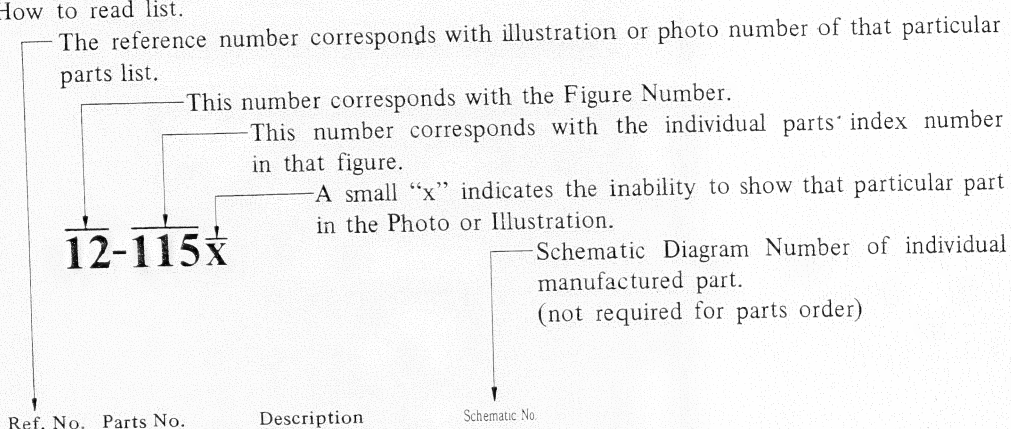 How to read list.
The reference number corresponds with illustration or photo number of that particular
parts list.
This number corresponds with the Figure Number.
This number corresponds with the individual parts' index number
in that figure.
A small “x” indicates the inability to show that particular part
in the Photo or Illustration.
12-115x
Schematic Diagram Number of individual
manufactured part.
(not required for parts order)
Ref. No. Parts No. Description Schematic No.